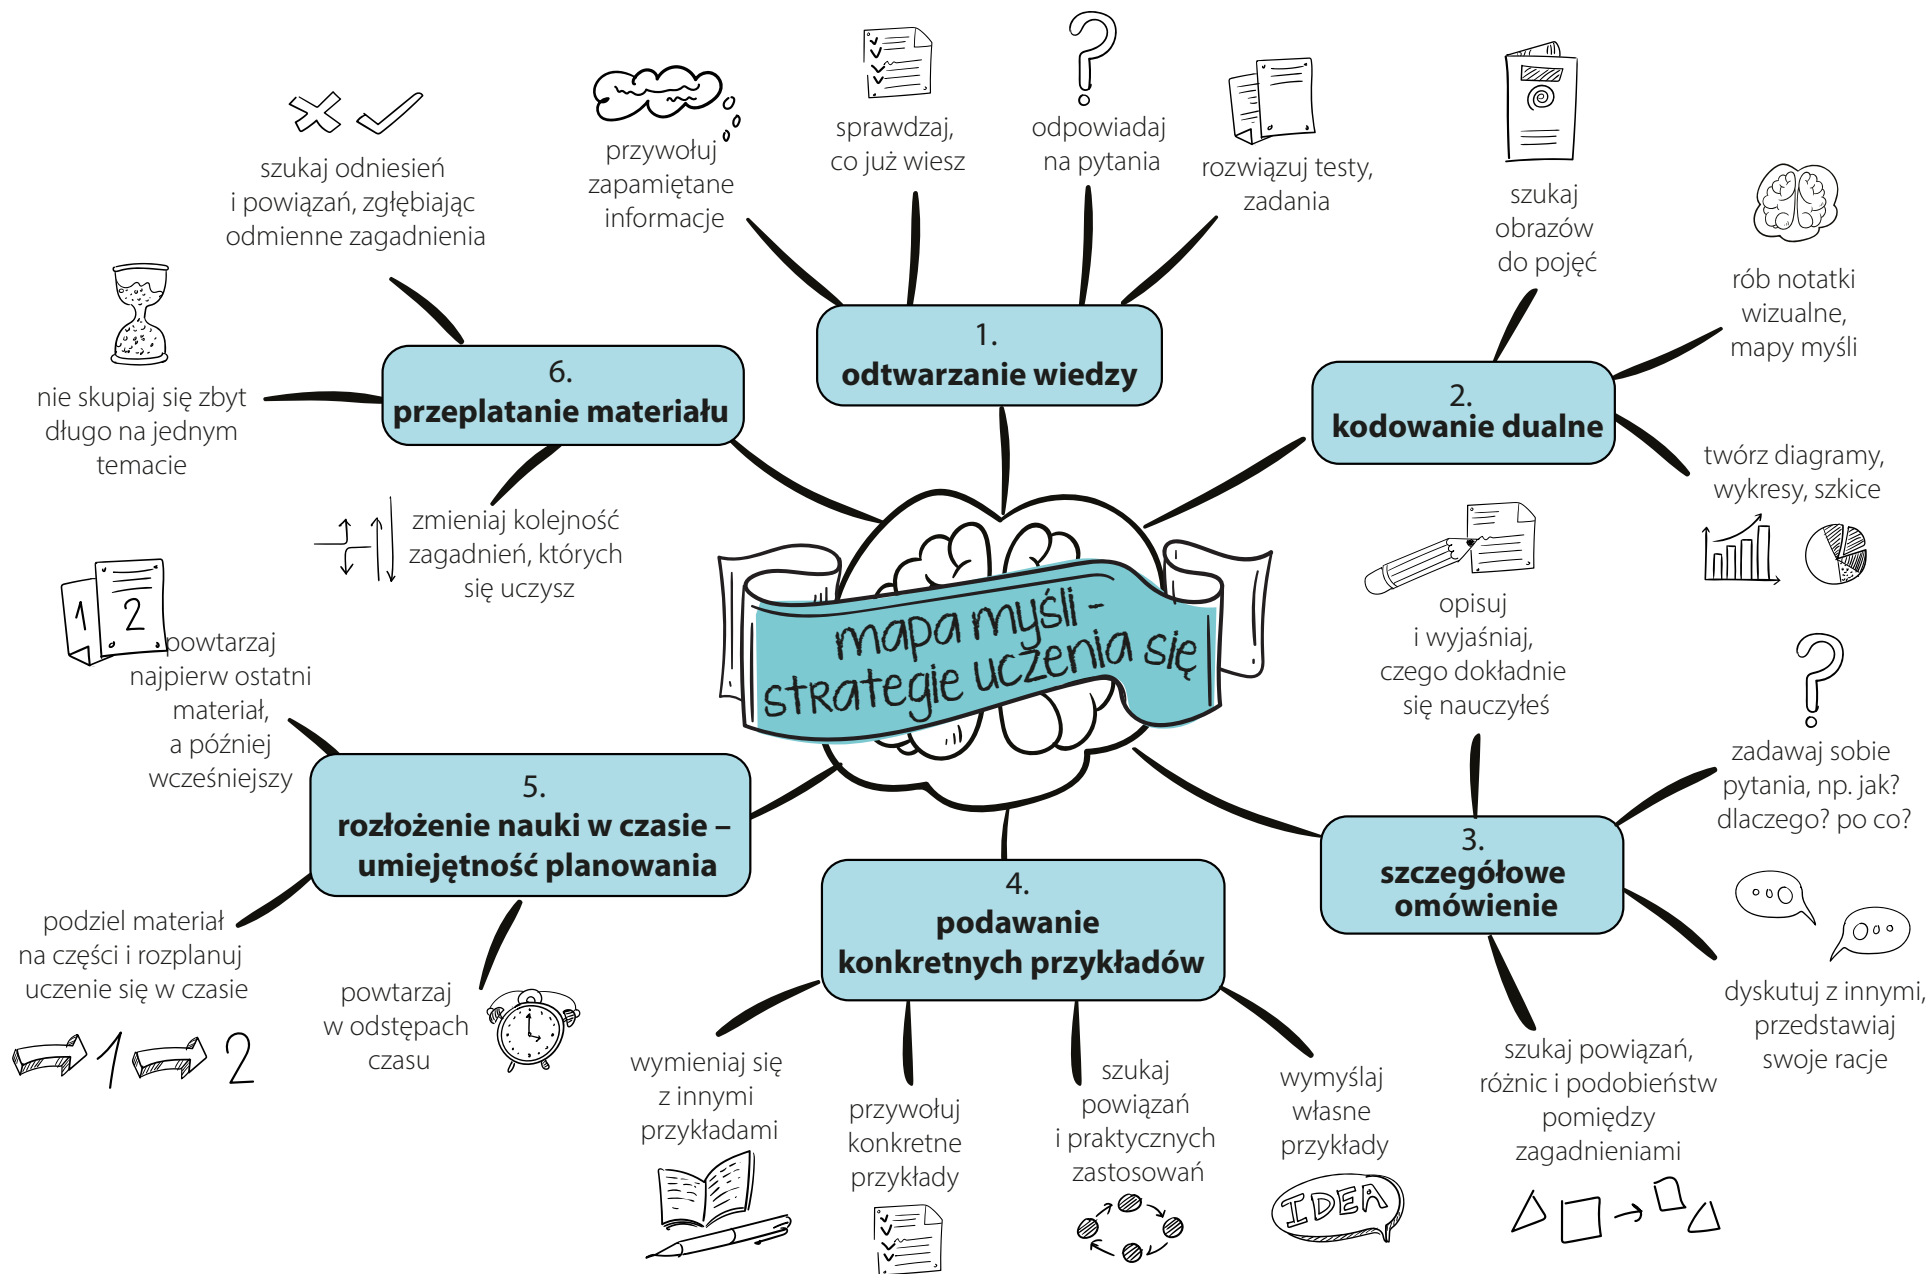 mapa myśli -
strategie uczenia się
1.
odtwarzanie wiedzy
przywołuj
zapamiętane
informacje
sprawdzaj,
co już wiesz
odpowiadaj
na pytania
rozwiązuj testy,
zadania
2.
kodowanie dualne
szukaj
obrazów
do pojęć
rób notatki
wizualne,
mapy myśli
twórz diagramy,
wykresy, szkice
3.
szczegółowe
omówienie
opisuj
i wyjaśniaj,
czego dokładnie
się nauczyłeś
zadawaj sobie
pytania, np. jak?
dlaczego? po co?
dyskutuj z innymi,
przedstawiaj
swoje racje
szukaj powiązań,
różnic i podobieństw
pomiędzy
zagadnieniami
4.
podawanie
konkretnych przykładów
wymieniaj się
z innymi
przykładami
przywołuj
konkretne
przykłady
szukaj
powiązań
i praktycznych
zastosowań
wymyślaj
własne
przykłady
IDEA
5.
rozłożenie nauki w czasie –
umiejętność planowania
1 2
powtarzaj
najpierw ostatni
materiał,
a później
wcześniejszy
podziel materiał
na części i rozplanuj
uczenie się w czasie
1 2
powtarzaj
w odstępach
czasu
6.
przeplatanie materiału
szukaj odniesień
i powiązań, zgłębiając
odmienne zagadnienia
nie skupiaj się zbyt
długo na jednym
temacie
zmieniaj kolejność
zagadnień, których
się uczysz